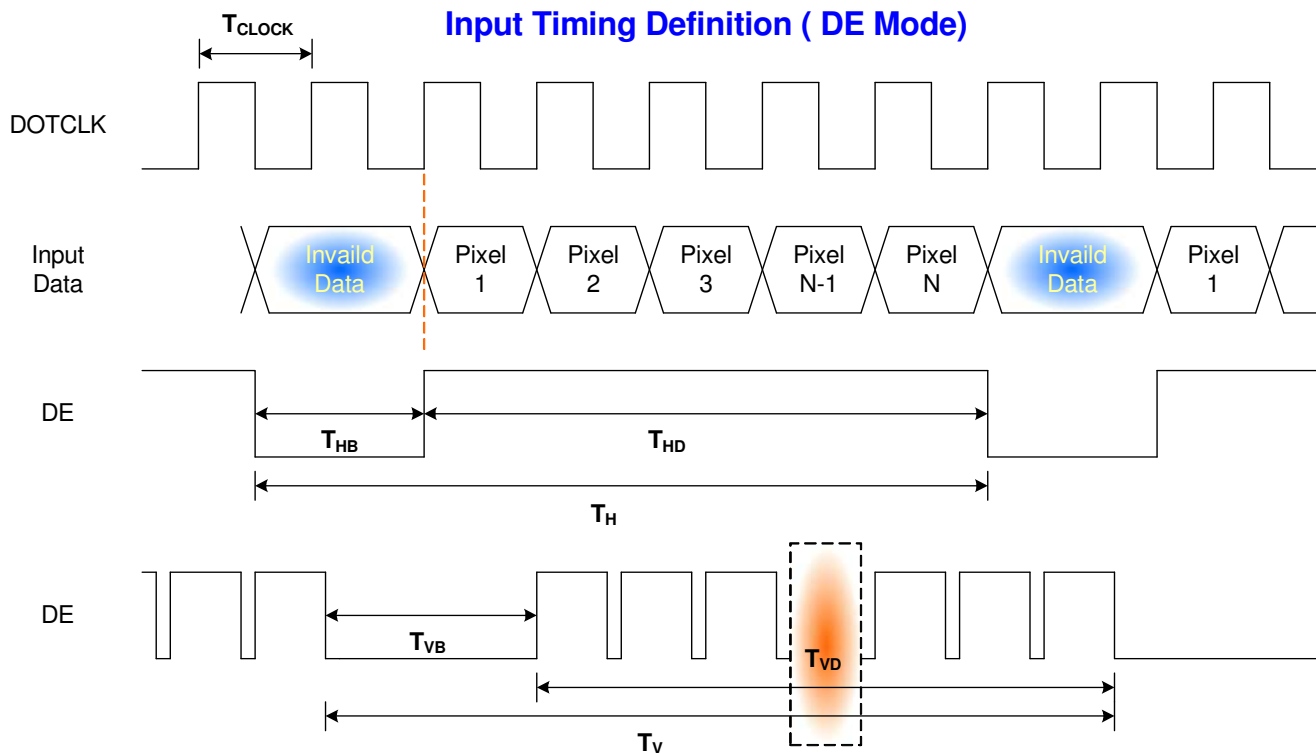 Input Timing Definition ( DE Mode)
TCLOCK
DOTCLK
Input
Data
Invaild
Data
Pixel
1
Pixel
2
Pixel
3
Pixel
N-1
Pixel
N
Invaild
Data
Pixel
1
DE
THB
THD
TH
DE
TVB
TVD
TV